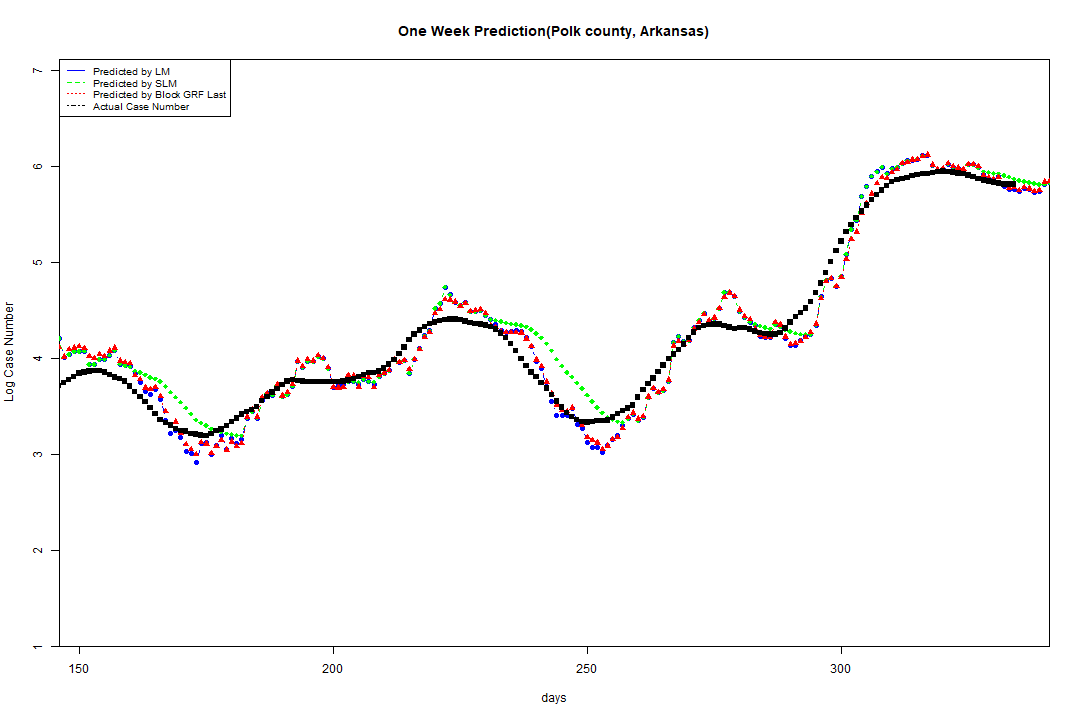 One Week Prediction(Polk county, Arkansas)
Predicted by LM
Predicted by SLM
Predicted by Block GRF Last
Actual Case Number
7
6
5
4
3
2
1
Log Case Number
150 200 250 300
days